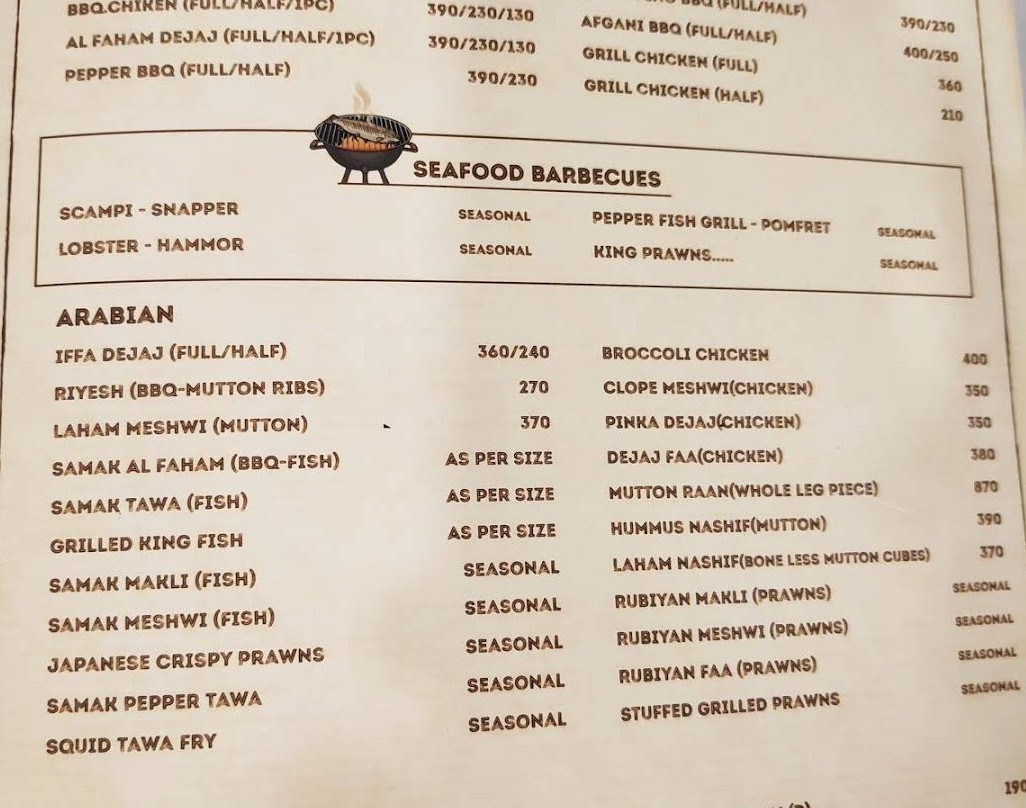 BBQ.CHIKEN (FULL/HALF/1PC) 390/230/130
AL FAHAM DEJAJ (FULL/HALF/1PC) 390/230/130
PEPPER BBQ (FULL/HALF) 390/230
BBQ (FULL/HALF) 390/230
AFGANI BBQ (FULL/HALF) 400/250
GRILL CHICKEN (FULL) 360
GRILL CHICKEN (HALF) 210
SEAFOOD BARBECUES
SCAMPI - SNAPPER SEASONAL
LOBSTER - HAMMOR SEASONAL
PEPPER FISH GRILL - POMFRET SEASONAL
KING PRAWNS..... SEASONAL
ARABIAN
IFFA DEJAJ (FULL/HALF) 360/240
RIYESH (BBQ-MUTTON RIBS) 270
LAHAM MESHWI (MUTTON) 370
SAMAK AL FAHAM (BBQ-FISH) AS PER SIZE
SAMAK TAWA (FISH) AS PER SIZE
GRILLED KING FISH AS PER SIZE
SAMAK MAKLI (FISH) SEASONAL
SAMAK MESHWI (FISH) SEASONAL
JAPANESE CRISPY PRAWNS SEASONAL
SAMAK PEPPER TAWA SEASONAL
SQUID TAWA FRY SEASONAL
BROCCOLI CHICKEN 400
CLOPE MESHWI(CHICKEN) 350
PINKA DEJAJ(CHICKEN) 350
DEJAJ FAA(CHICKEN) 380
MUTTON RAAN(WHOLE LEG PIECE) 870
HUMMUS NASHIF(MUTTON) 390
LAHAM NASHIF(BONE LESS MUTTON CUBES) 370
RUBIYAN MAKLI (PRAWNS) SEASONAL
RUBIYAN MESHWI (PRAWNS) SEASONAL
RUBIYAN FAA (PRAWNS) SEASONAL
STUFFED GRILLED PRAWNS SEASONAL
190